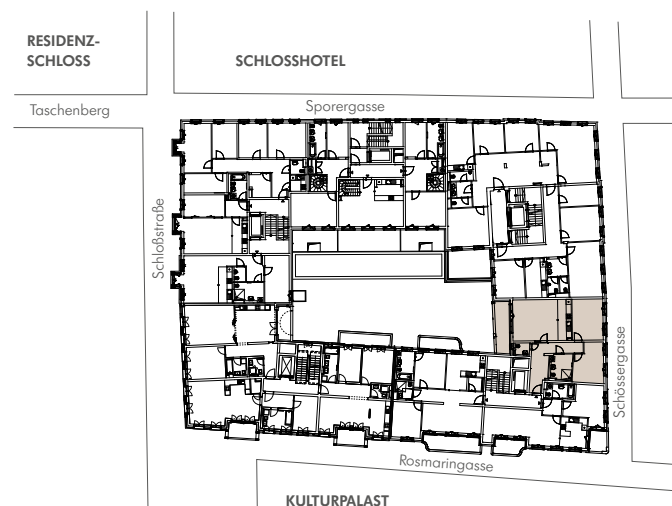 RESIDENZ-
SCHLOSS
SCHLOSSHOTEL
Taschenberg
Sporergasse
Schloßstraße
Schössergasse
Rosmaringasse
KULTURPALAST